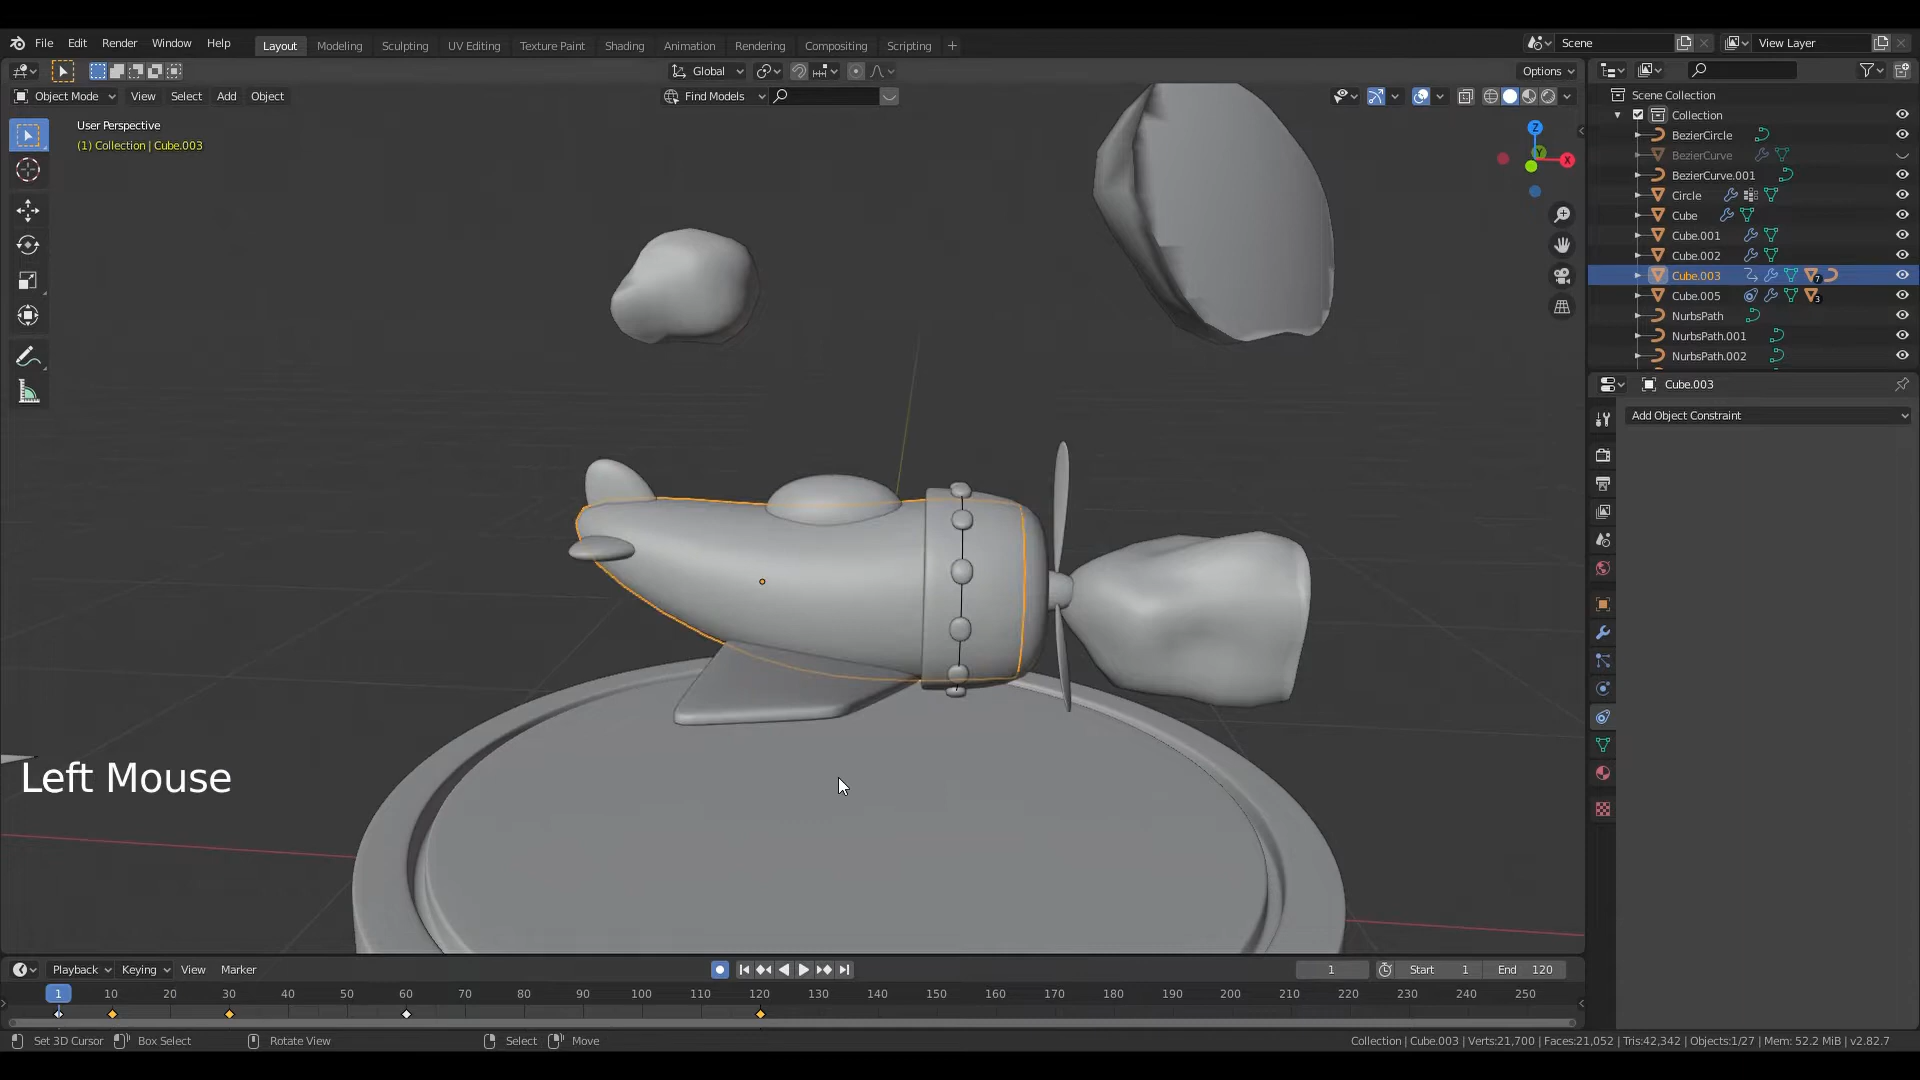 File Edit Render Window Help Layout Modeling Sculpting UV Editing Texture Paint Shading Animation Rendering Compositing Scripting + Scene View Layer
Global Options
Object Mode View Select Add Object Find Models
User Perspective
(1) Collection | Cube.003
Z
Y
X
Scene Collection
Collection
BezierCircle
BezierCurve
BezierCurve.001
Circle
Cube
Cube.001
Cube.002
Cube.003 7
Cube.005 3
NurbsPath
NurbsPath.001
NurbsPath.002
Cube.003
Add Object Constraint
Left Mouse
Playback Keying View Marker 1 Start 1 End 120
1 10 20 30 40 50 60 70 80 90 100 110 120 130 140 150 160 170 180 190 200 210 220 230 240 250
Set 3D Cursor Box Select Rotate View Select Move Collection | Cube.003 | Verts:21,700 | Faces:21,052 | Tris:42,342 | Objects:1/27 | Mem: 52.2 MiB | v2.82.7